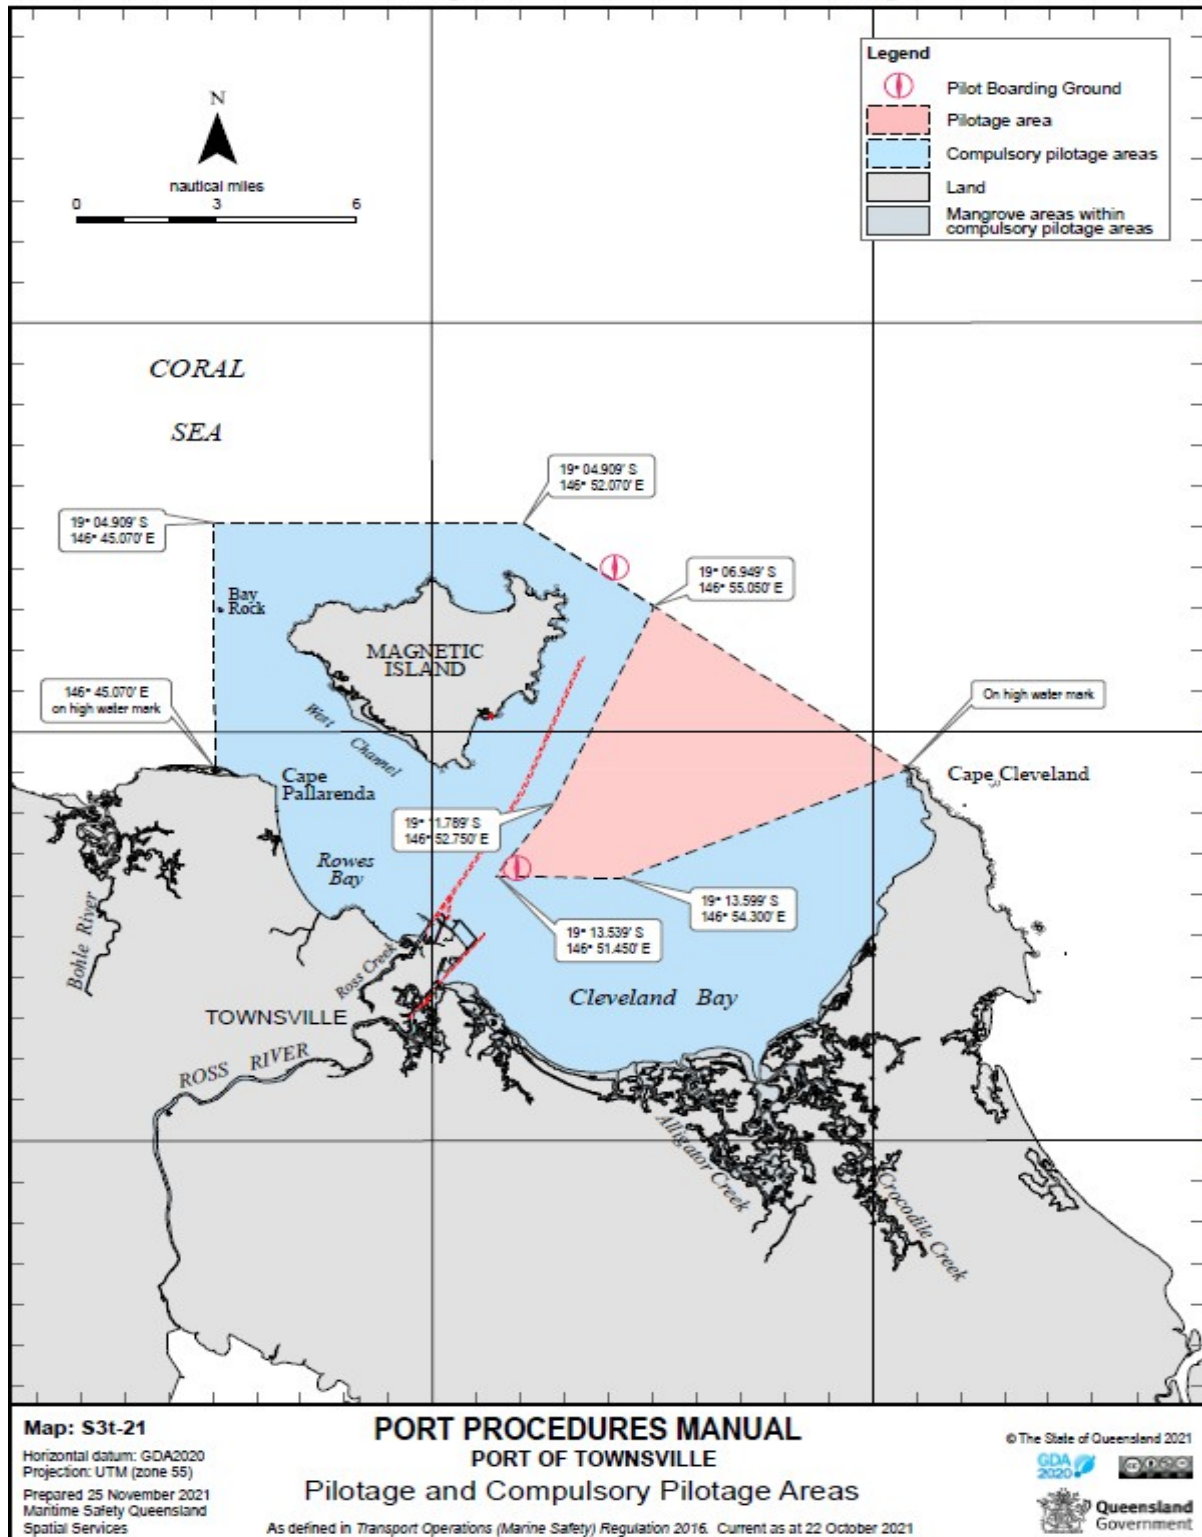 Legend
Pilot Boarding Ground
Pilotage area
Compulsory pilotage areas
Land
Mangrove areas within
compulsory pilotage areas
N
nautical miles
0 3 6
CORAL
SEA
19° 04.909' S
146° 52.070' E
19° 04.909' S
146° 45.070' E
19° 06.949' S
146° 55.050' E
Bay
Rock
MAGNETIC
ISLAND
146° 45.070' E
on high water mark
On high water mark
West Channel
Cape
Pallarenda
Cape Cleveland
19° 11.789' S
146° 52.750' E
Rowes
Bay
19° 13.599' S
146° 54.300' E
19° 13.539' S
146° 51.450' E
Bohle River
Ross Creek
Cleveland Bay
TOWNSVILLE
ROSS RIVER
Alligator Creek
Crocodile Creek
Map: S3t-21
Horizontal datum: GDA2020
Projection: UTM (zone 55)
Prepared 25 November 2021
Maritime Safety Queensland
Spatial Services
PORT PROCEDURES MANUAL
PORT OF TOWNSVILLE
Pilotage and Compulsory Pilotage Areas
As defined in Transport Operations (Marine Safety) Regulation 2016. Current as at 22 October 2021
© The State of Queensland 2021
GDA
2020
Queensland
Government